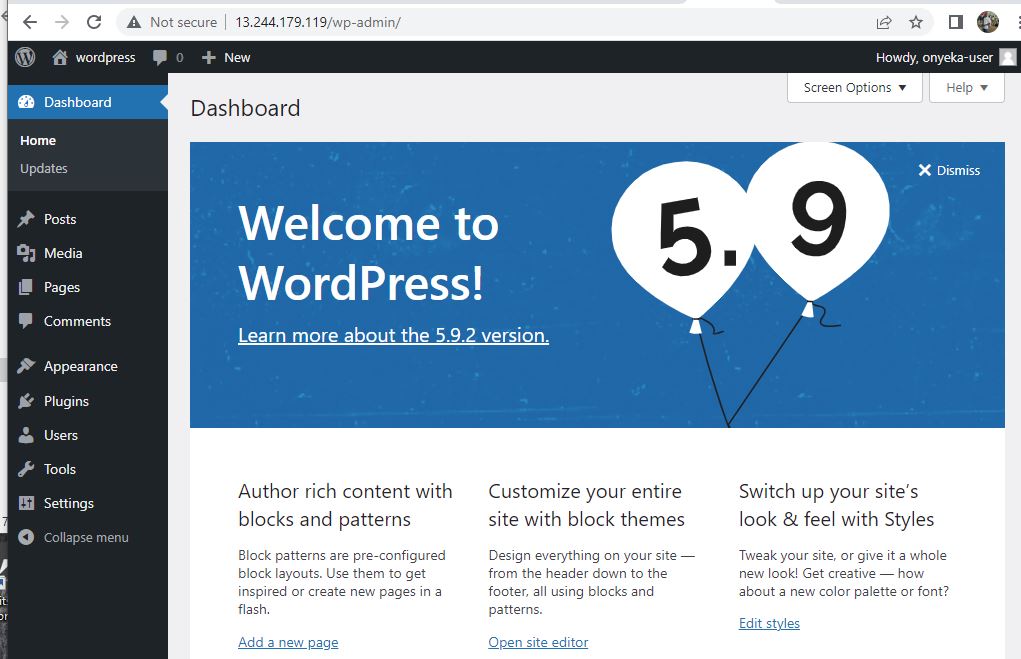 Not secure | 13.244.179.119/wp-admin/
wordpress 0 + New
Howdy, onyeka-user
Dashboard
Home
Updates
Posts
Media
Pages
Comments
Appearance
Plugins
Users
Tools
Settings
Collapse menu
Screen Options ▼
Help ▼
Dashboard
Dismiss
Welcome to
WordPress!
Learn more about the 5.9.2 version.
5.9
Author rich content with
blocks and patterns
Block patterns are pre-configured
block layouts. Use them to get
inspired or create new pages in a
flash.
Add a new page
Customize your entire
site with block themes
Design everything on your site —
from the header down to the
footer, all using blocks and
patterns.
Open site editor
Switch up your site’s
look & feel with Styles
Tweak your site, or give it a whole
new look! Get creative — how
about a new color palette or font?
Edit styles